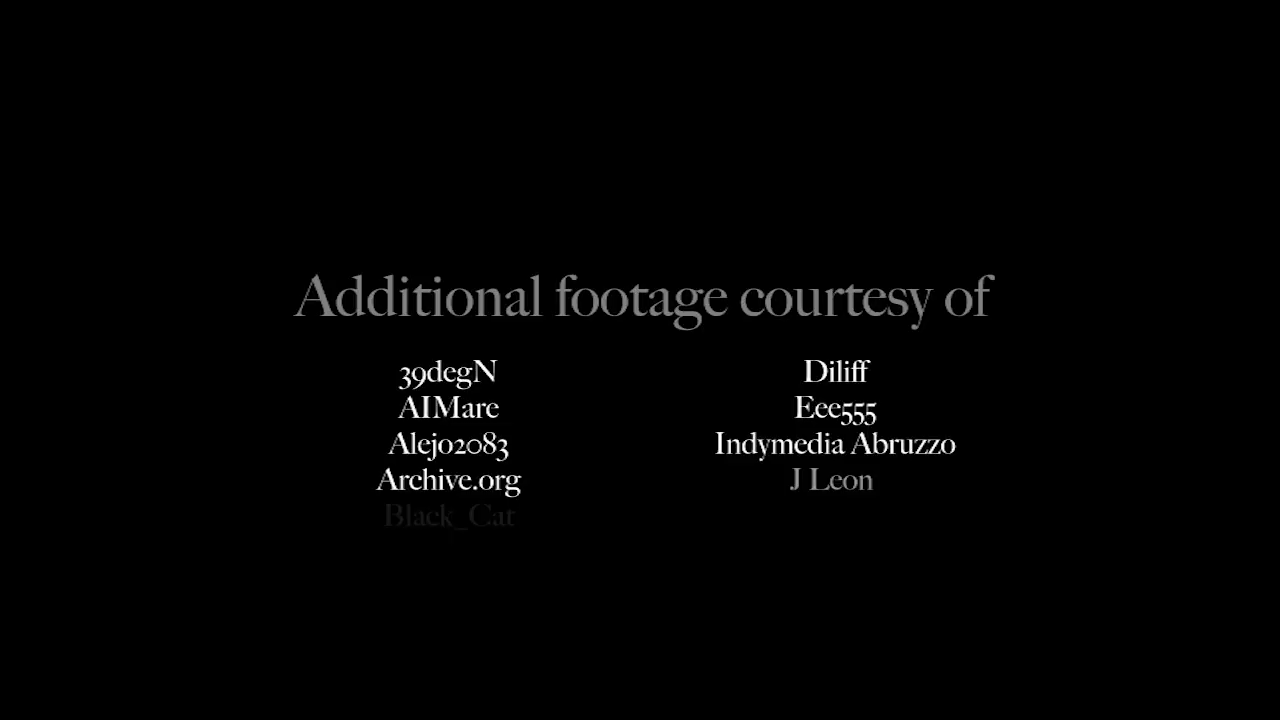 Additional footage courtesy of
39degN
AIMare
Alejo2083
Archive.org
Black_Cat
Diliff
Eee555
Indymedia Abruzzo
J Leon